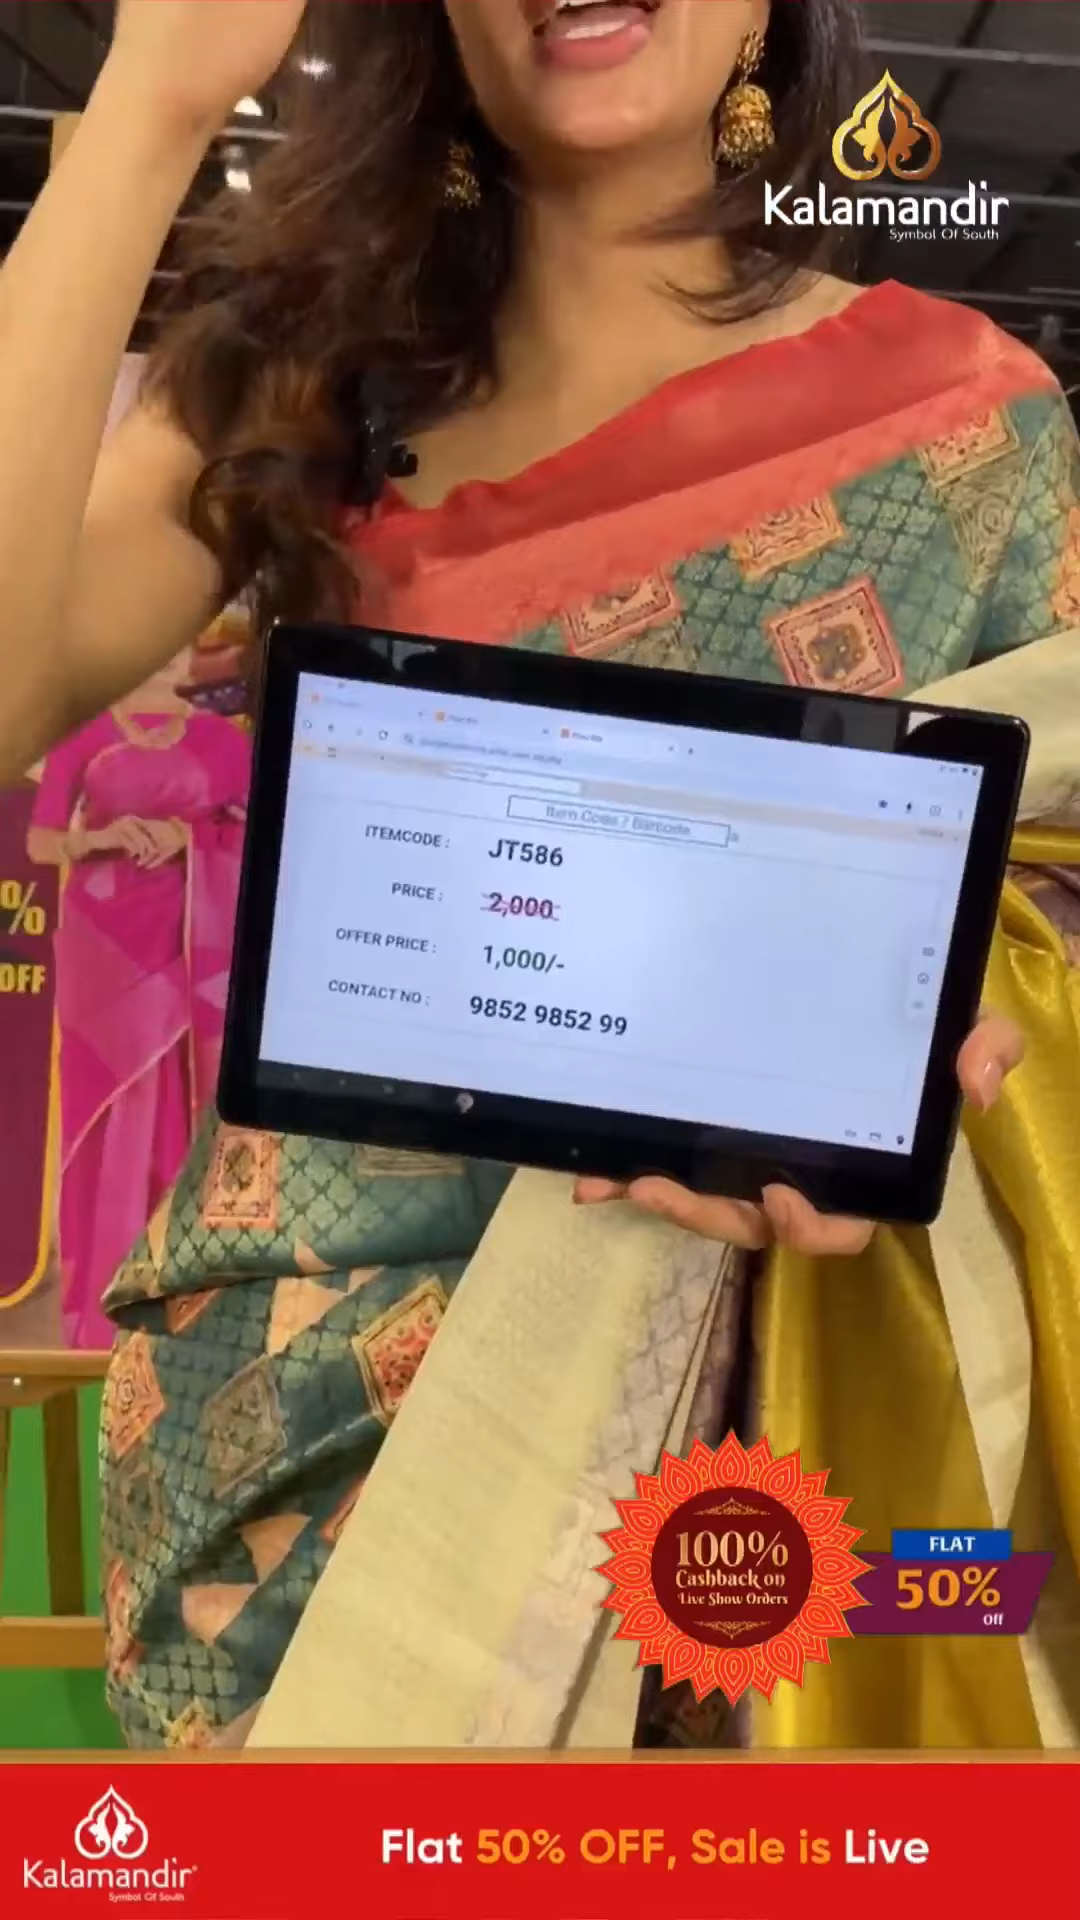 Kalamandir
Symbol Of South
Item Code / Barcode
ITEMCODE : JT586
PRICE : 2,000
OFFER PRICE : 1,000/-
CONTACT NO : 9852 9852 99
%
OFF
100%
Cashback on
Live Show Orders
FLAT
50%
Off
Kalamandir
Symbol Of South
Flat 50% OFF, Sale is Live